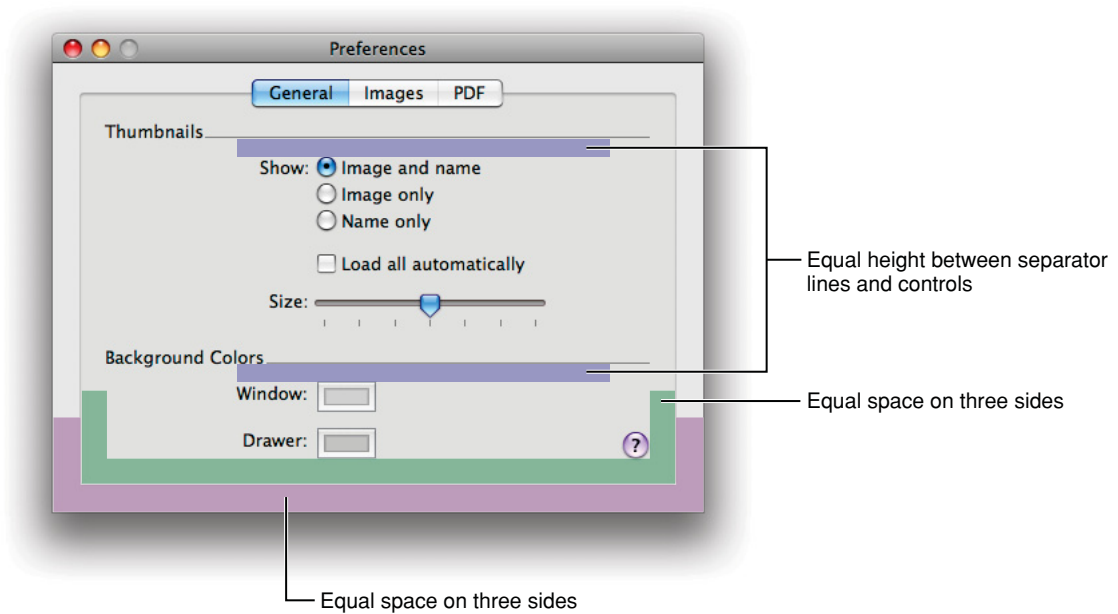 Preferences
General Images PDF
Thumbnails
Show: Image and name
Image only
Name only
Load all automatically
Size:
Background Colors
Window:
Drawer:
?
Equal height between separator
lines and controls
Equal space on three sides
Equal space on three sides